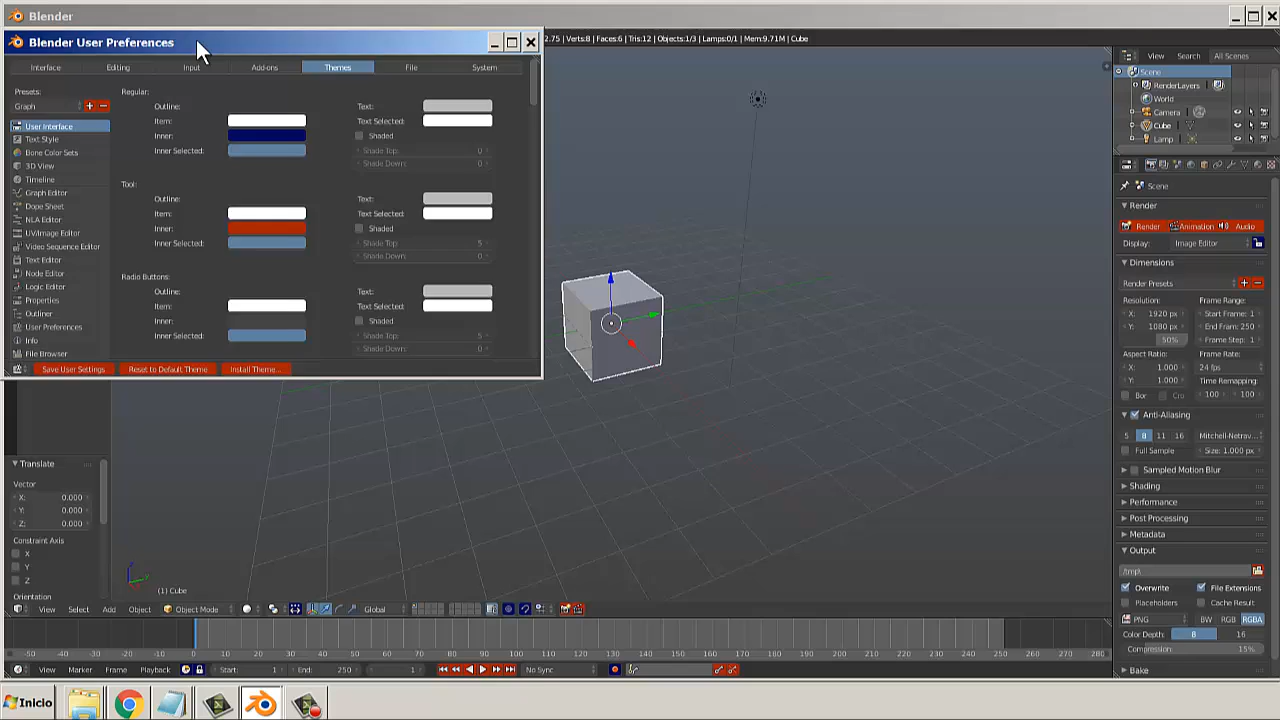 Blender
Blender User Preferences
2.75 | Verts:8 | Faces:6 | Tris:12 | Objects:1/3 | Lamps:0/1 | Mem:9.71M | Cube
Interface Editing Input Add-ons Themes File System
Presets:
Graph
User Interface
Text Style
Bone Color Sets
3D View
Timeline
Graph Editor
Dope Sheet
NLA Editor
UV/Image Editor
Video Sequence Editor
Text Editor
Node Editor
Logic Editor
Properties
Outliner
User Preferences
Info
File Browser
Regular:
Outline: Text:
Item: Text Selected:
Inner: Shaded
Inner Selected: Shade Top: 0
Shade Down: 0
Tool:
Outline: Text:
Item: Text Selected:
Inner: Shaded
Inner Selected: Shade Top: 5
Shade Down: 0
Radio Buttons:
Outline: Text:
Item: Text Selected:
Inner: Shaded
Inner Selected: Shade Top: 5
Shade Down: 0
Save User Settings Reset to Default Theme Install Theme...
View Search All Scenes
Scene
RenderLayers
World
Camera
Cube
Lamp
Scene
Render
Render Animation Audio
Display: Image Editor
Dimensions
Render Presets
Resolution: Frame Range:
X: 1920 px Start Frame: 1
Y: 1080 px End Fram: 250
50% Frame Step: 1
Aspect Ratio: Frame Rate:
X: 1.000 24 fps
Y: 1.000 Time Remapping:
Bor Cro 100 100
Anti-Aliasing
5 8 11 16 Mitchell-Netrav...
Full Sample Size: 1.000 px
Sampled Motion Blur
Shading
Performance
Post Processing
Metadata
Output
/tmp\
Overwrite File Extensions
Placeholders Cache Result
PNG BW RGB RGBA
Color Depth: 8 16
Compression: 15%
Bake
Translate
Vector
X: 0.000
Y: 0.000
Z: 0.000
Constraint Axis
X
Y
Z
Orientation
(1) Cube
View Select Add Object Object Mode Global
-50 -40 -30 -20 -10 0 10 20 30 40 50 60 70 80 90 100 110 120 130 140 150 160 170 180 190 200 210 220 230 240 250 260 270 280
View Marker Frame Playback Start: 1 End: 250 1 No Sync
Inicio